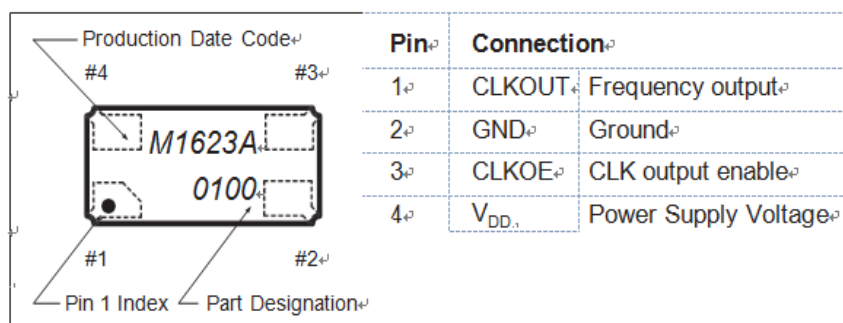 Production Date Code
#4 #3
M1623A
0100
#1 #2
Pin 1 Index Part Designation
Pin Connection
1 CLKOUT Frequency output
2 GND Ground
3 CLKOE CLK output enable
4 VDD., Power Supply Voltage